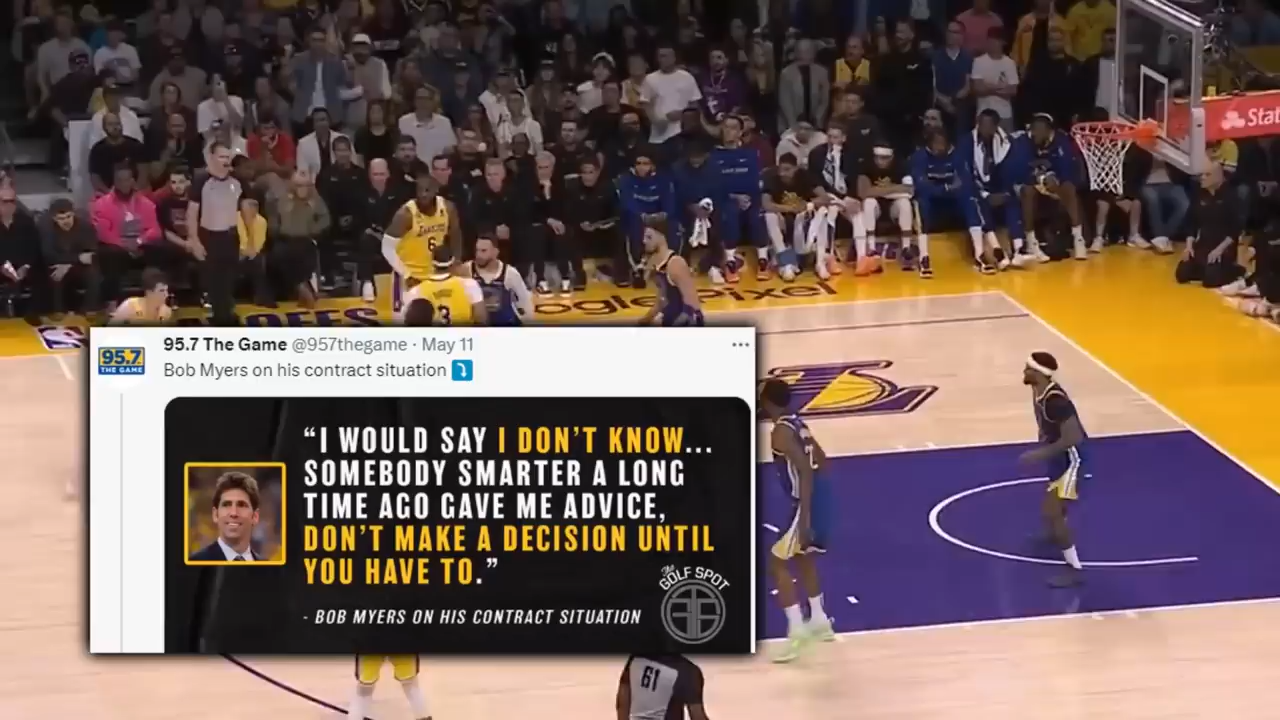 Stat
LAKERS
6
3
ogle Pixel
95.7 The Game @957thegame · May 11
Bob Myers on his contract situation
95.7
THE GAME
“I WOULD SAY I DON’T KNOW...
SOMEBODY SMARTER A LONG
TIME AGO GAVE ME ADVICE,
DON’T MAKE A DECISION UNTIL
YOU HAVE TO.”
- BOB MYERS ON HIS CONTRACT SITUATION
The
GOLF SPOT
61